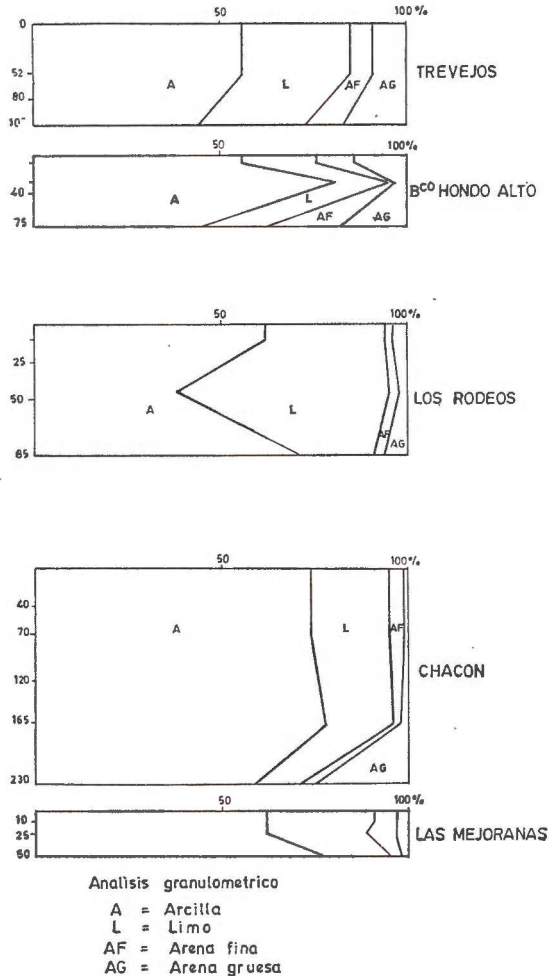 0 50 100%
52 A L AF AG TREVEJOS
80
50 100%
40 A L AF AG Bco HONDO ALTO
75
50 100%
25
50 A L AF AG LOS RODEOS
65
50 100%
40
70 A L AF
120 CHACON
165
AG
230
50 100%
10
25 LAS MEJORANAS
50
Analisis granulometrico
A = Arcilla
L = Limo
AF = Arena fina
AG = Arena gruesa